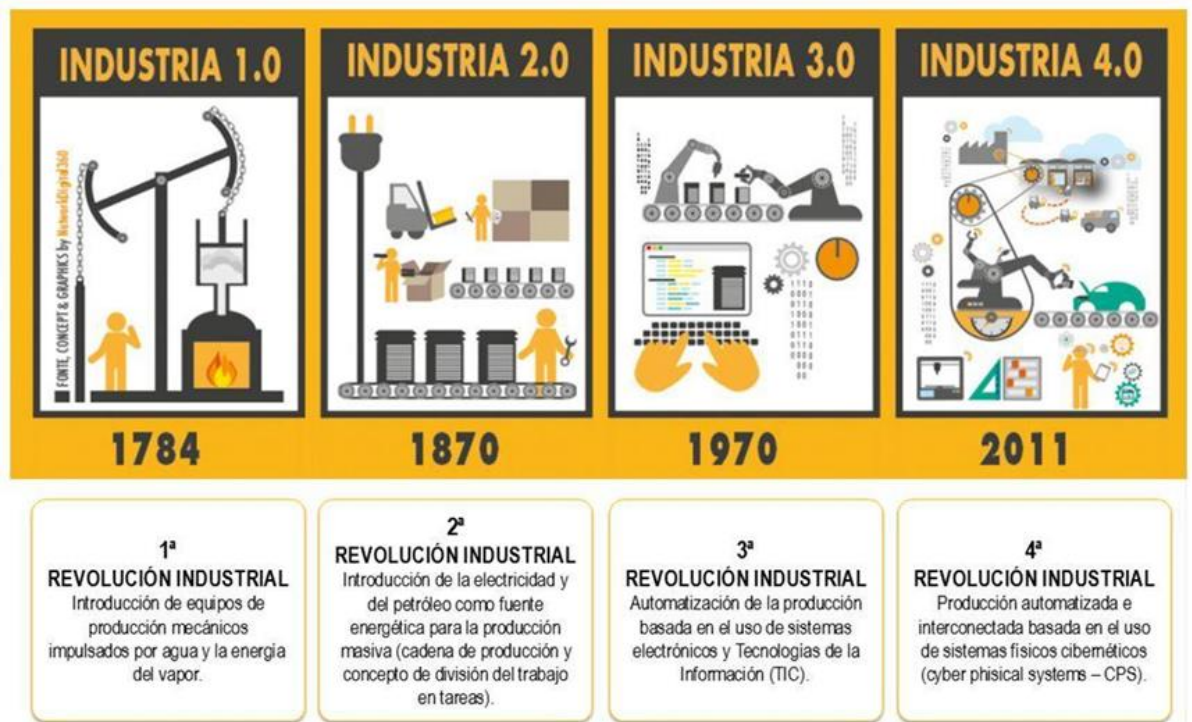 INDUSTRIA 1.0
INDUSTRIA 2.0
INDUSTRIA 3.0
INDUSTRIA 4.0
FONTE, CONCEPT & GRAPHICS by NetworkDigital360
1784
1870
1970
2011
1ª
REVOLUCIÓN INDUSTRIAL
Introducción de equipos de
producción mecánicos
impulsados por agua y la energía
del vapor.
2ª
REVOLUCIÓN INDUSTRIAL
Introducción de la electricidad y
del petróleo como fuente
energética para la producción
masiva (cadena de producción y
concepto de división del trabajo
en tareas).
3ª
REVOLUCIÓN INDUSTRIAL
Automatización de la producción
basada en el uso de sistemas
electrónicos y Tecnologías de la
Información (TIC).
4ª
REVOLUCIÓN INDUSTRIAL
Producción automatizada e
interconectada basada en el uso
de sistemas físicos cibernéticos
(cyber phisical systems – CPS).